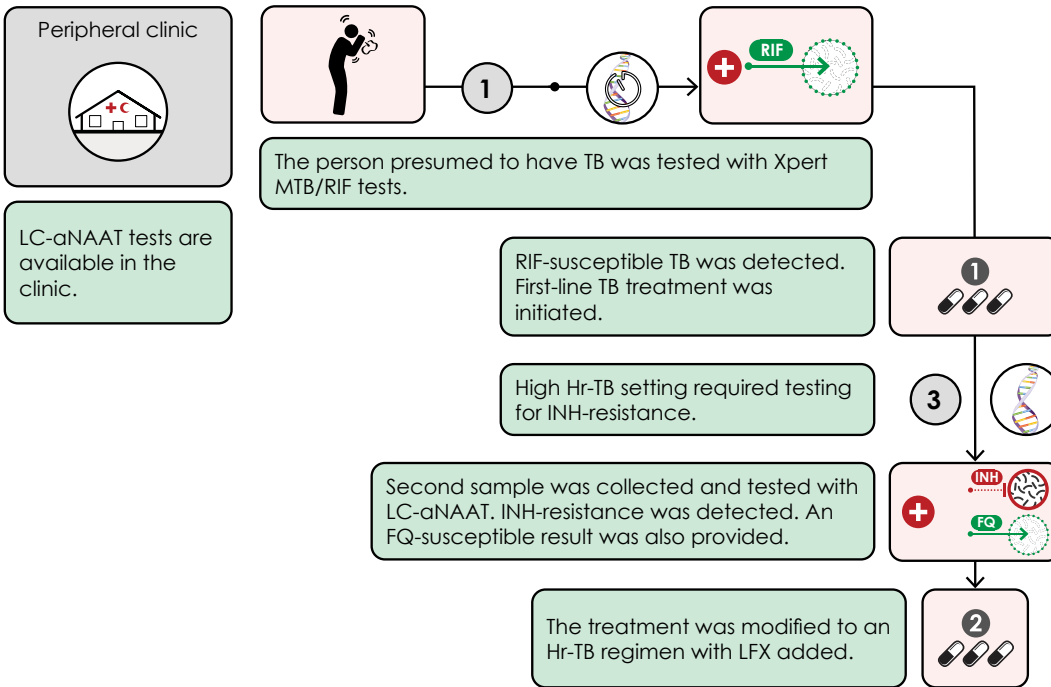 Peripheral clinic
LC-aNAAT tests are
available in the
clinic.
1
RIF
The person presumed to have TB was tested with Xpert
MTB/RIF tests.
RIF-susceptible TB was detected.
First-line TB treatment was
initiated.
1
High Hr-TB setting required testing
for INH-resistance.
3
Second sample was collected and tested with
LC-aNAAT. INH-resistance was detected. An
FQ-susceptible result was also provided.
INH
FQ
The treatment was modified to an
Hr-TB regimen with LFX added.
2